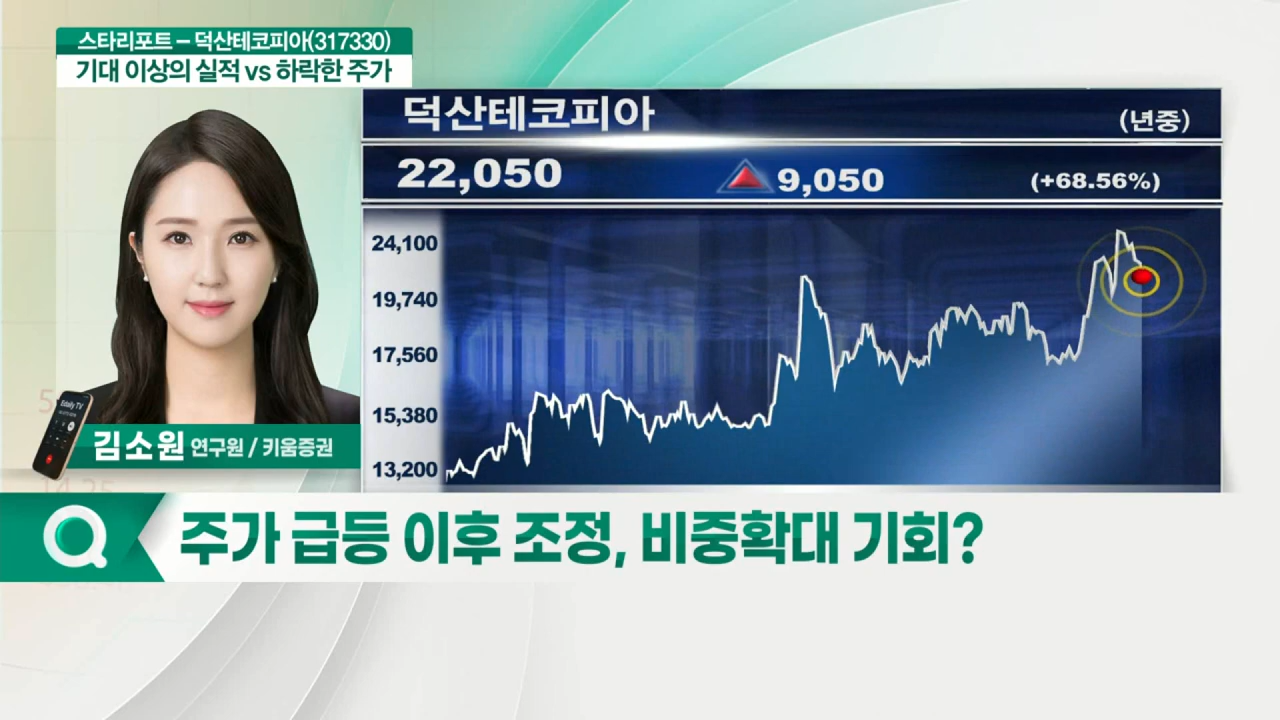 스타리포트 – 덕산테코피아(317330)
기대 이상의 실적 vs 하락한 주가
덕산테코피아
(년중)
22,050 ▲ 9,050 (+68.56%)
24,100
19,740
17,560
15,380
13,200
Edaily TV
김소원 연구원 / 키움증권
Q 주가 급등 이후 조정, 비중확대 기회?